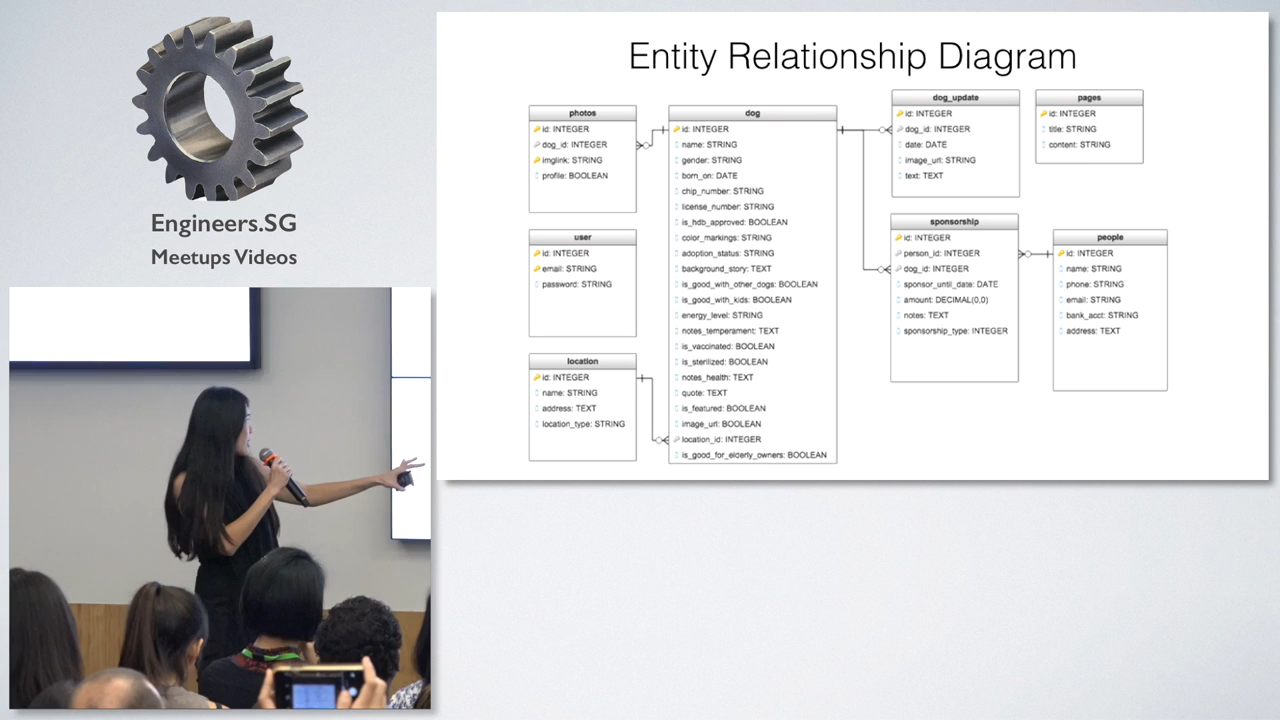 Engineers.SG
Meetups Videos
Entity Relationship Diagram
photos
id: INTEGER
dog_id: INTEGER
imglink: STRING
profile: BOOLEAN
user
id: INTEGER
email: STRING
password: STRING
location
id: INTEGER
name: STRING
address: TEXT
location_type: STRING
dog
id: INTEGER
name: STRING
gender: STRING
born_on: DATE
chip_number: STRING
license_number: STRING
is_hdb_approved: BOOLEAN
color_markings: STRING
adoption_status: STRING
background_story: TEXT
is_good_with_other_dogs: BOOLEAN
is_good_with_kids: BOOLEAN
energy_level: STRING
notes_temperament: TEXT
is_vaccinated: BOOLEAN
is_sterilized: BOOLEAN
notes_health: TEXT
quote: TEXT
is_featured: BOOLEAN
image_url: BOOLEAN
location_id: INTEGER
is_good_for_elderly_owners: BOOLEAN
dog_update
id: INTEGER
dog_id: INTEGER
date: DATE
image_url: STRING
text: TEXT
pages
id: INTEGER
title: STRING
content: STRING
sponsorship
id: INTEGER
person_id: INTEGER
dog_id: INTEGER
sponsor_until_date: DATE
amount: DECIMAL(0,0)
notes: TEXT
sponsorship_type: INTEGER
people
id: INTEGER
name: STRING
phone: STRING
email: STRING
bank_acct: STRING
address: TEXT